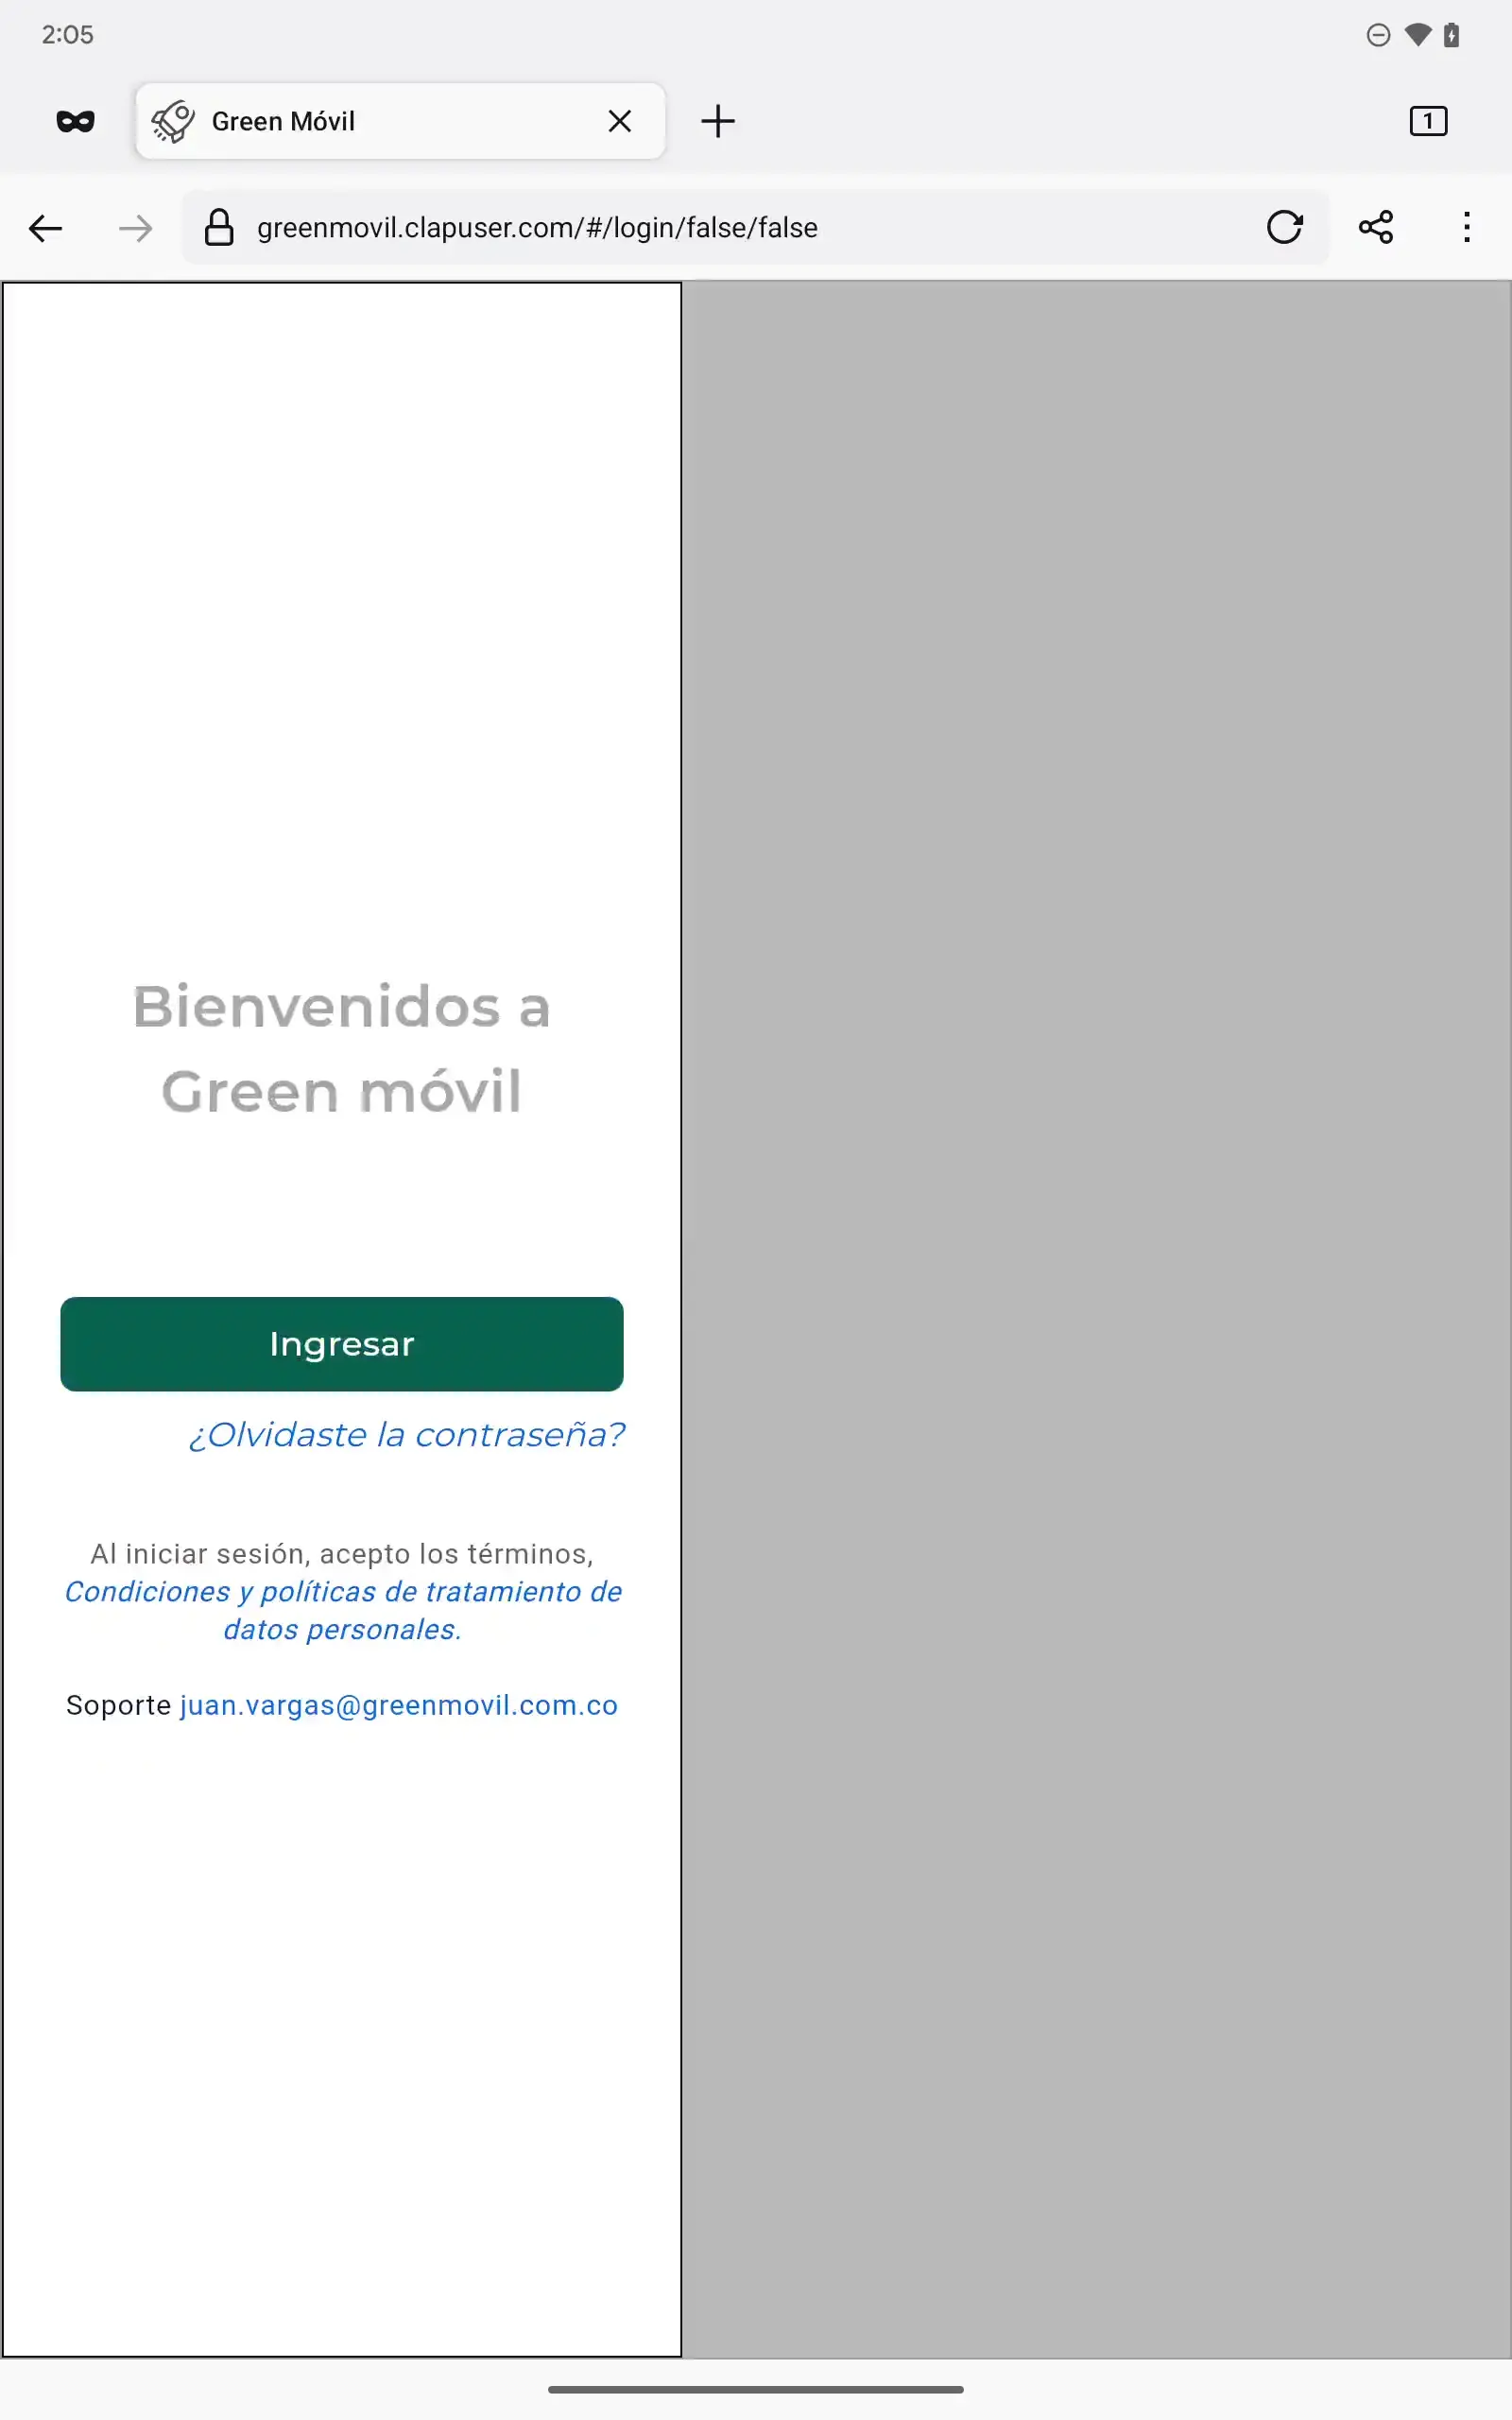 2:05
Green Móvil
1
greenmovil.clapuser.com/#/login/false/false
Bienvenidos a
Green móvil
Ingresar
¿Olvidaste la contraseña?
Al iniciar sesión, acepto los términos,
Condiciones y políticas de tratamiento de
datos personales.
Soporte juan.vargas@greenmovil.com.co